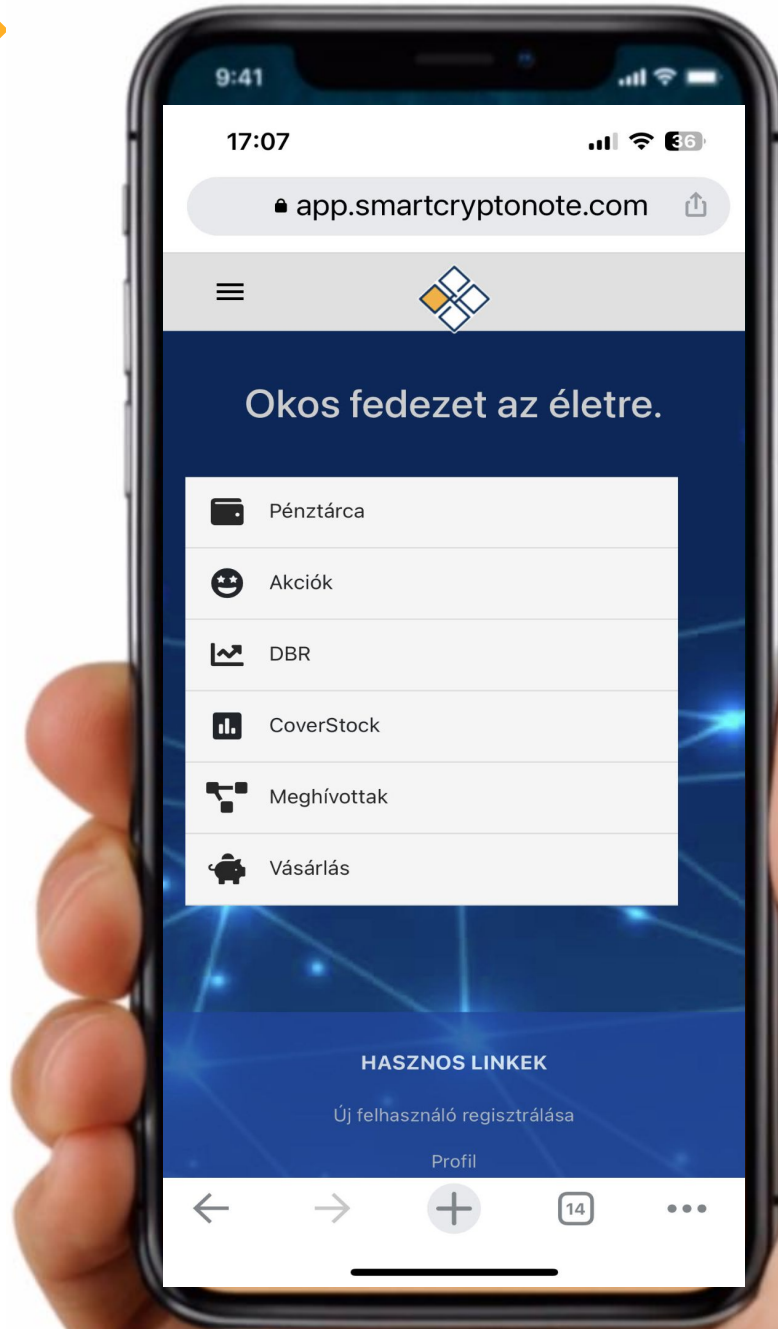 9:41
17:07
36
app.smartcryptonote.com
Okos fedezet az életre.
Pénztárca
Akciók
DBR
CoverStock
Meghívottak
Vásárlás
HASZNOS LINKEK
Új felhasználó regisztrálása
Profil
14